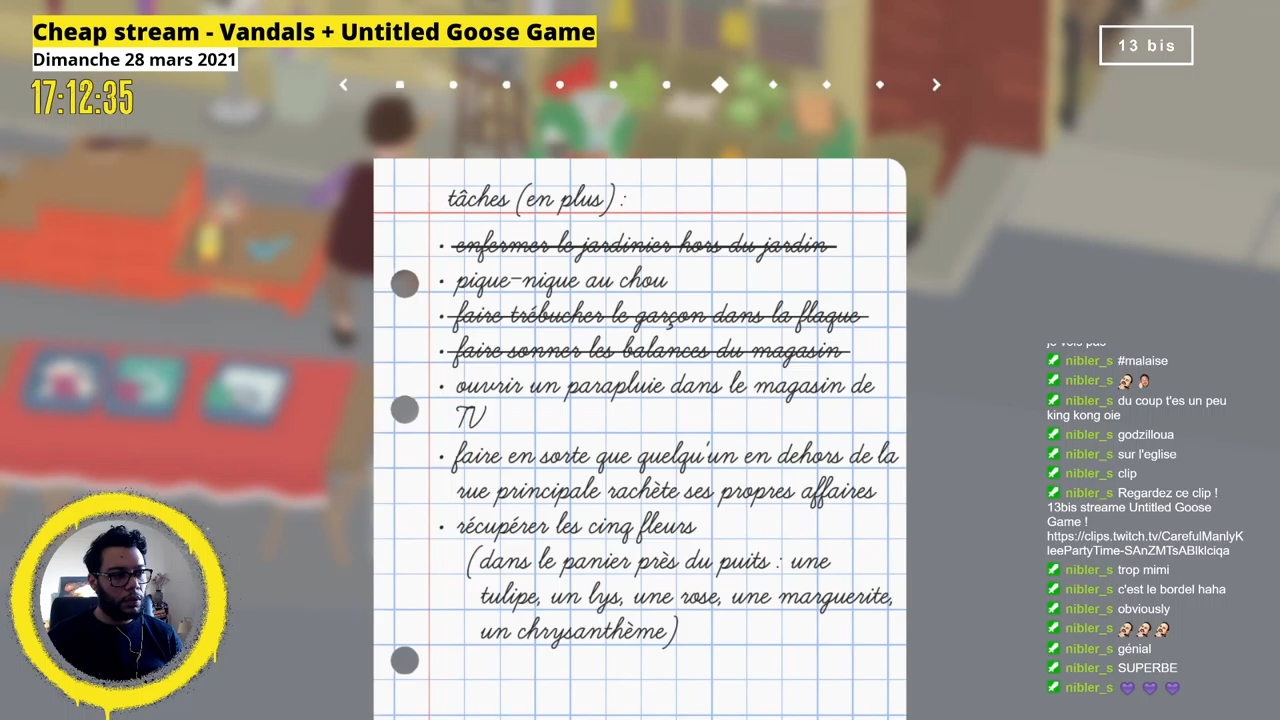 Cheap stream - Vandals + Untitled Goose Game
Dimanche 28 mars 2021
17:12:35
13 bis
tâches (en plus) :
• enfermer le jardinier hors du jardin
• pique-nique au chou
• faire trébucher le garçon dans la flaque
• faire sonner les balances du magasin
• ouvrir un parapluie dans le magasin de
TV
• faire en sorte que quelqu'un en dehors de la
rue principale rachète ses propres affaires
• récupérer les cinq fleurs
(dans le panier près du puits : une
tulipe, un lys, une rose, une marguerite,
un chrysanthème)
je vois pas
nibler_s #malaise
nibler_s
nibler_s du coup t'es un peu
king kong oie
nibler_s godzilloua
nibler_s sur l'eglise
nibler_s clip
nibler_s Regardez ce clip !
13bis streame Untitled Goose
Game !
https://clips.twitch.tv/CarefulManlyK
leePartyTime-SAnZMTsABlklciqa
nibler_s trop mimi
nibler_s c'est le bordel haha
nibler_s obviously
nibler_s
nibler_s génial
nibler_s SUPERBE
nibler_s 💜 💜 💜